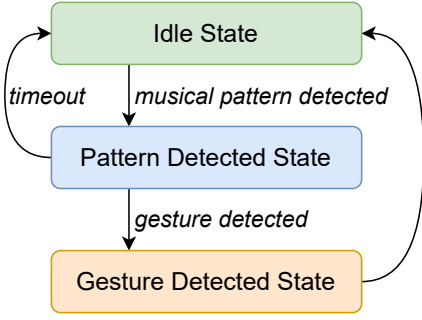 Idle State
timeout
musical pattern detected
Pattern Detected State
gesture detected
Gesture Detected State